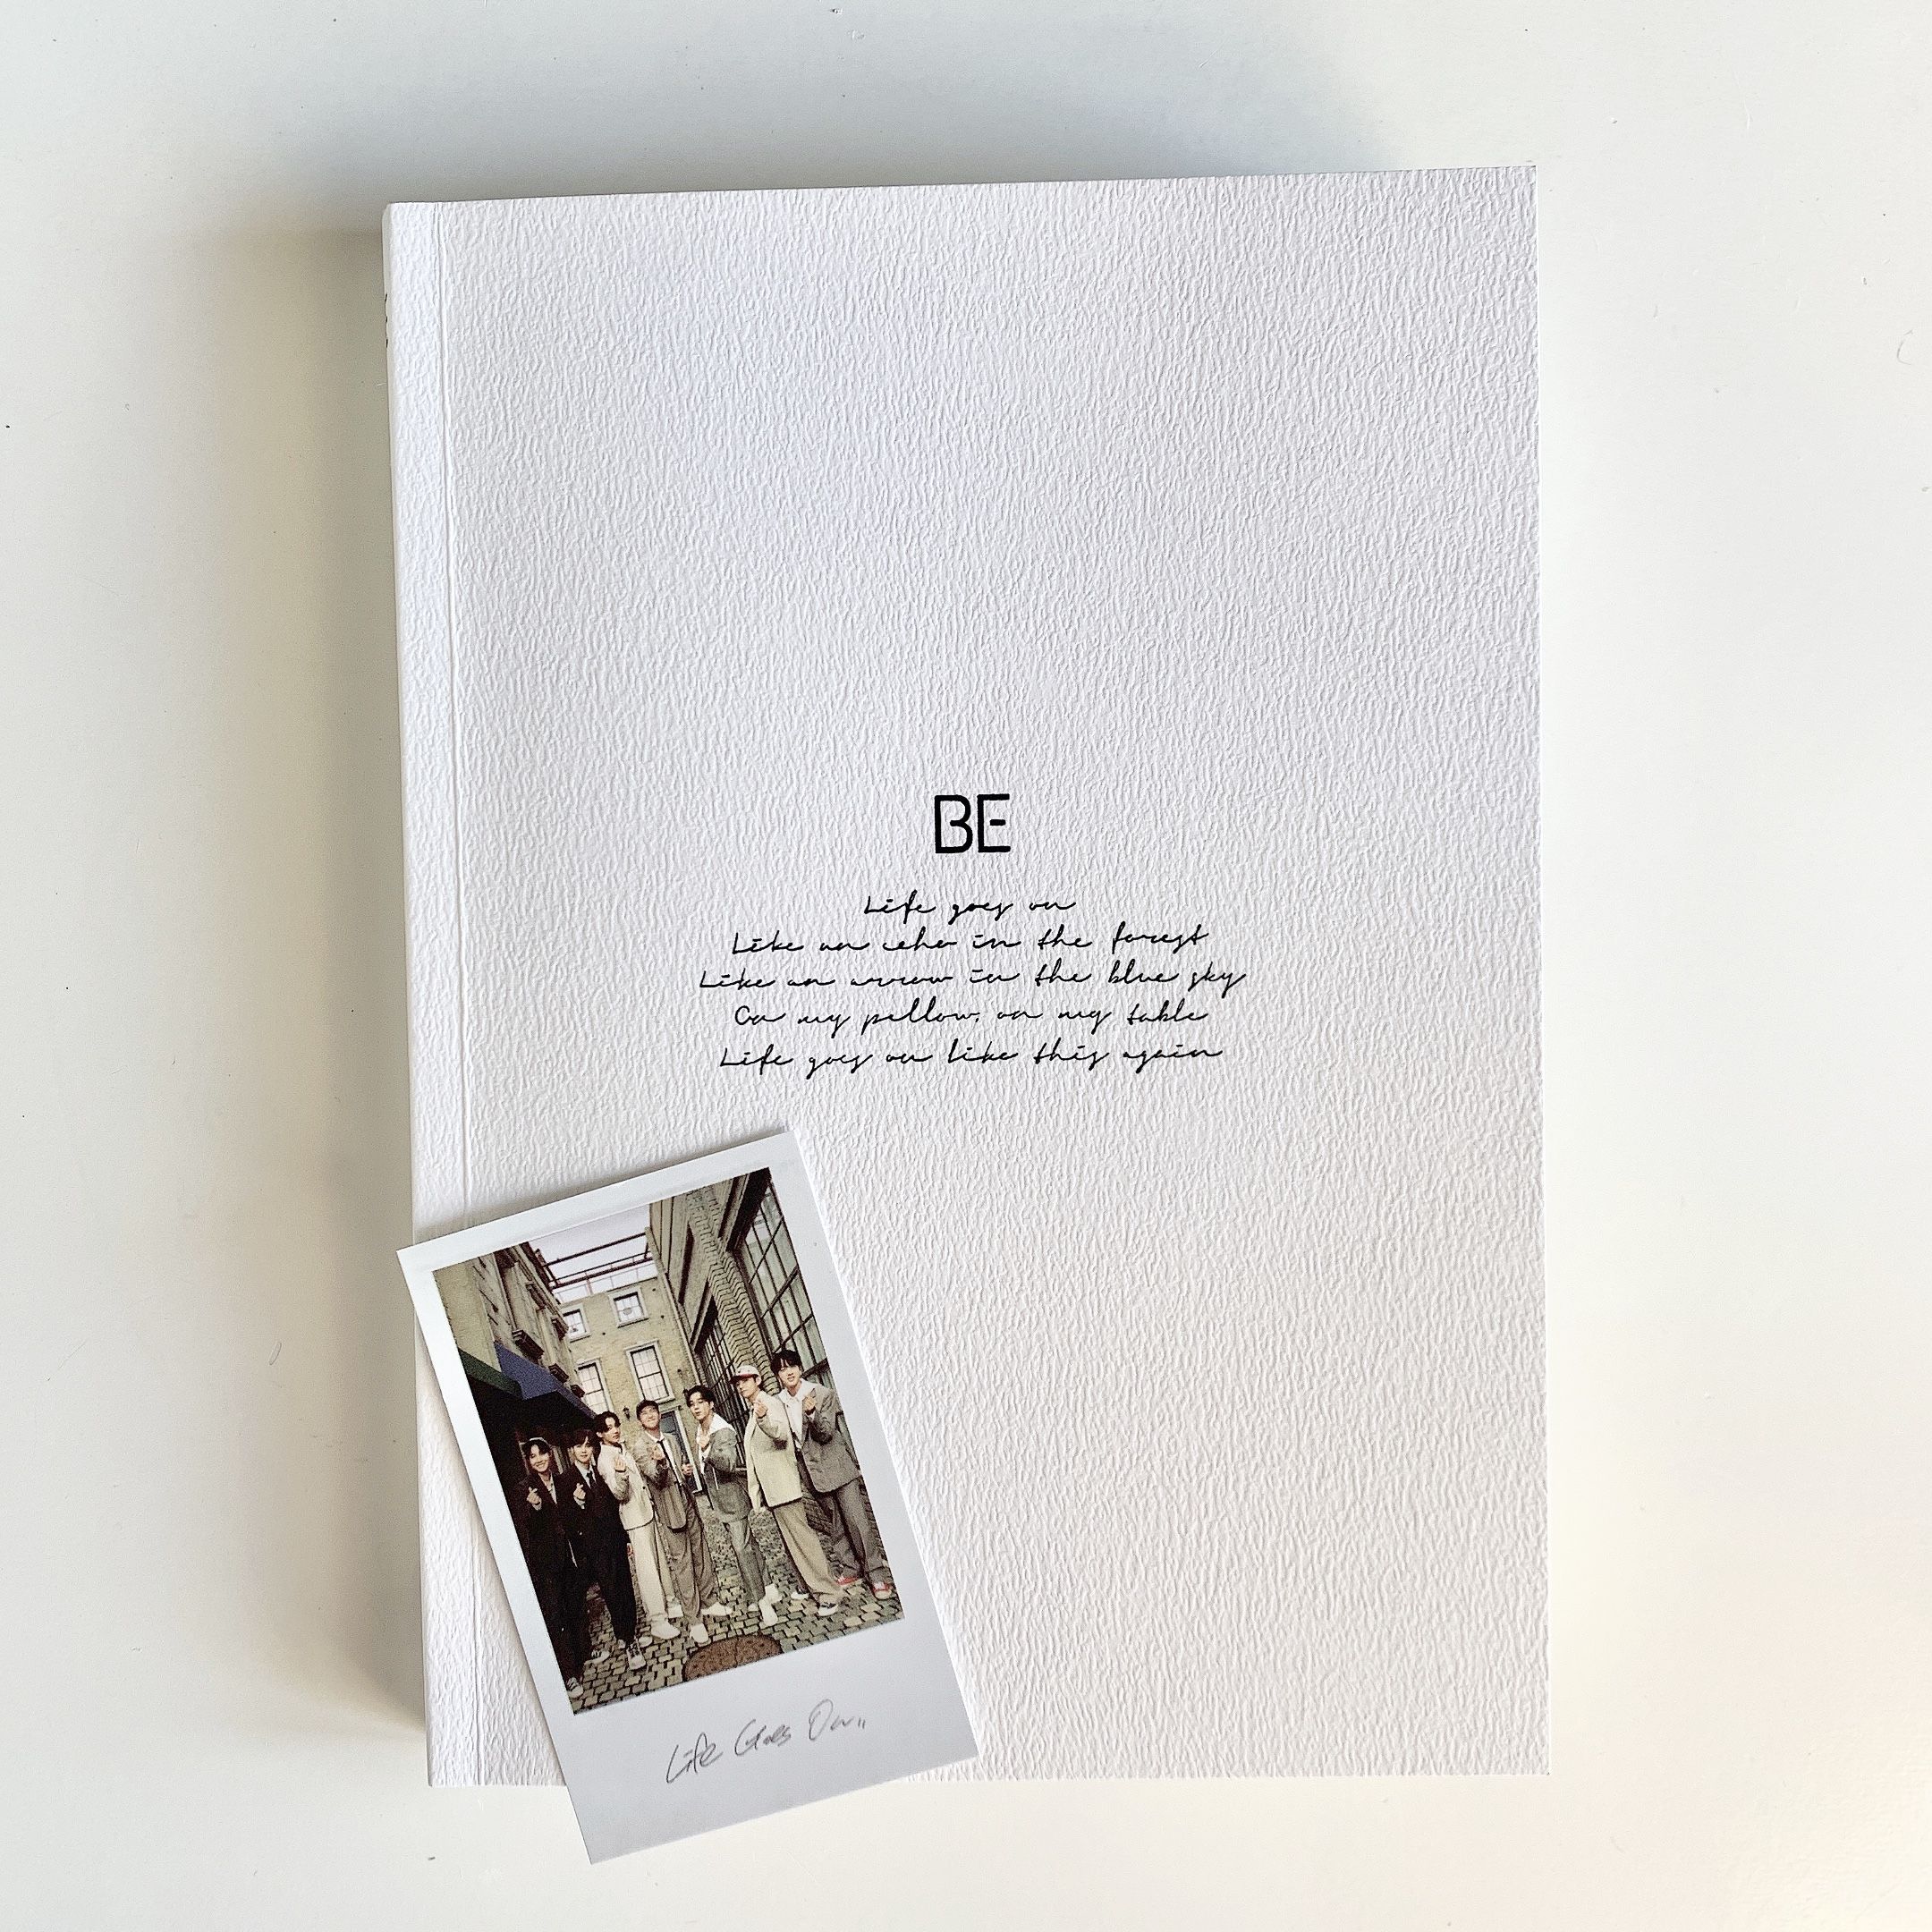 BE
Life goes on
Like an echo in the forest
Like an arrow in the blue sky
On my pillow, on my table
Life goes on like this again
Life Goes On..